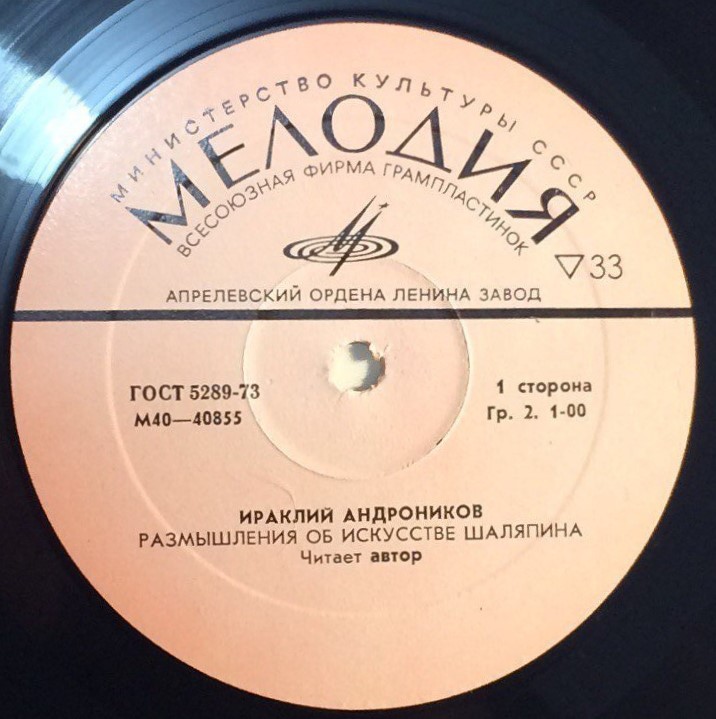 МИНИСТЕРСТВО КУЛЬТУРЫ СССР
МЕЛОДИЯ
ВСЕСОЮЗНАЯ ФИРМА ГРАМПЛАСТИНОК
▽33
АПРЕЛЕВСКИЙ ОРДЕНА ЛЕНИНА ЗАВОД
ГОСТ 5289-73
М40—40855
1 сторона
Гр. 2. 1-00
ИРАКЛИЙ АНДРОНИКОВ
РАЗМЫШЛЕНИЯ ОБ ИСКУССТВЕ ШАЛЯПИНА
Читает автор